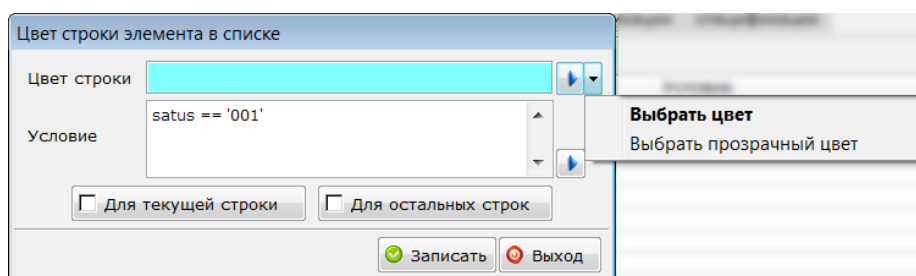 Цвет строки элемента в списке
Цвет строки
Условие
satus == '001'
Выбрать цвет
Выбрать прозрачный цвет
Для текущей строки
Для остальных строк
Записать
Выход